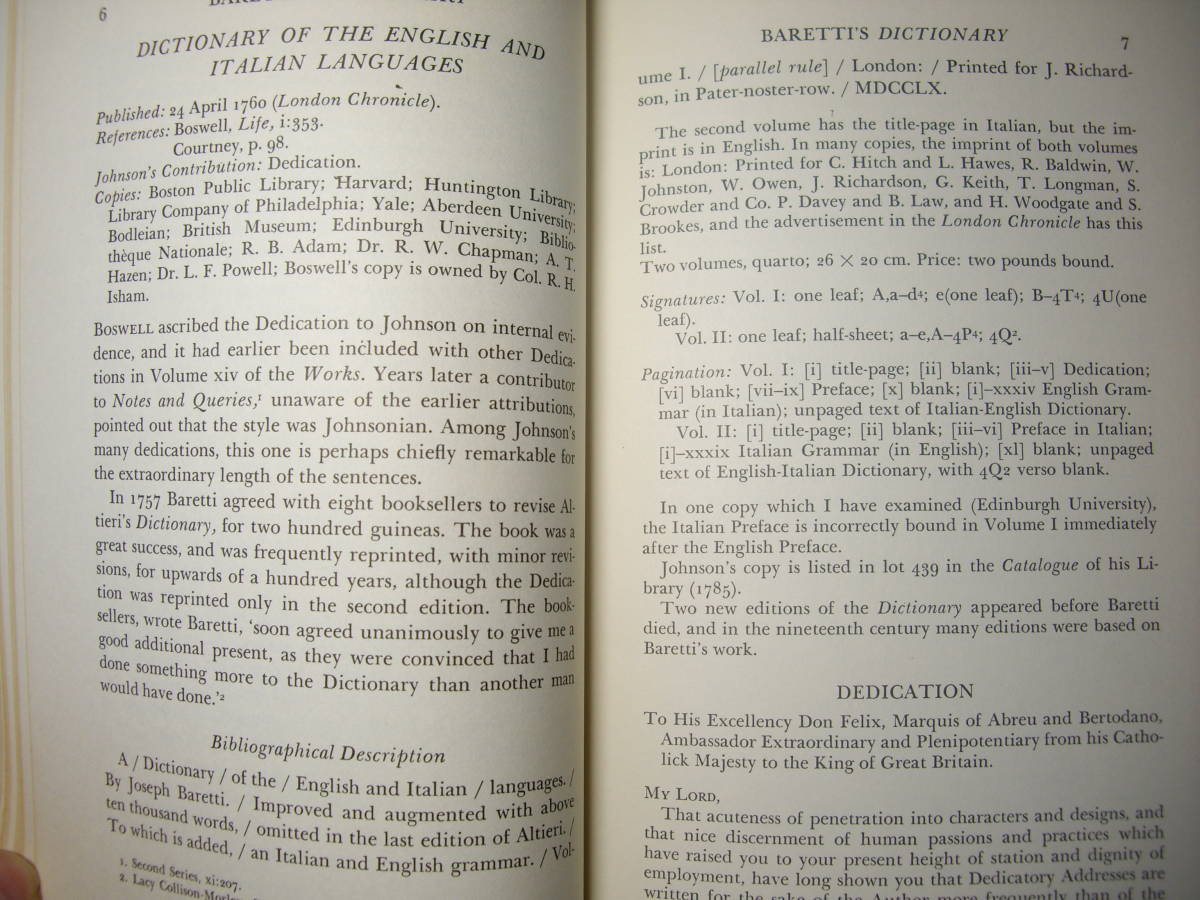 6
DICTIONARY OF THE ENGLISH AND
ITALIAN LANGUAGES
Published: 24 April 1760 (London Chronicle).
References: Boswell, Life, i:353.
Courtney, p. 98.
Johnson's Contribution: Dedication.
Copies: Boston Public Library; Harvard; Huntington Library;
Library Company of Philadelphia; Yale; Aberdeen University;
Bodleian; British Museum; Edinburgh University; Biblio-
thèque Nationale; R. B. Adam; Dr. R. W. Chapman; A. T.
Hazen; Dr. L. F. Powell; Boswell's copy is owned by Col. R. H.
Isham.
BOSWELL ascribed the Dedication to Johnson on internal evi-
dence, and it had earlier been included with other Dedica-
tions in Volume xiv of the Works. Years later a contributor
to Notes and Queries,¹ unaware of the earlier attributions,
pointed out that the style was Johnsonian. Among Johnson's
many dedications, this one is perhaps chiefly remarkable for
the extraordinary length of the sentences.
In 1757 Baretti agreed with eight booksellers to revise Al-
tieri's Dictionary, for two hundred guineas. The book was a
great success, and was frequently reprinted, with minor revi-
sions, for upwards of a hundred years, although the Dedica-
tion was reprinted only in the second edition. The book-
sellers, wrote Baretti, 'soon agreed unanimously to give me a
good additional present, as they were convinced that I had
done something more to the Dictionary than another man
would have done.'²
Bibliographical Description
A / Dictionary / of the / English and Italian / languages. /
By Joseph Baretti. / Improved and augmented with above
ten thousand words, / omitted in the last edition of Altieri. /
To which is added, / an Italian and English grammar. / Vol-
1. Second Series, xi:207.
2. Lacy
BARETTI'S DICTIONARY
7
ume I. / [parallel rule] / London: / Printed for J. Richard-
son, in Pater-noster-row. / MDCCLX.
The second volume has the title-page in Italian, but the im-
print is in English. In many copies, the imprint of both volumes
is: London: Printed for C. Hitch and L. Hawes, R. Baldwin, W.
Johnston, W. Owen, J. Richardson, G. Keith, T. Longman, S.
Crowder and Co. P. Davey and B. Law, and H. Woodgate and S.
Brookes, and the advertisement in the London Chronicle has this
list.
Two volumes, quarto; 26 × 20 cm. Price: two pounds bound.
Signatures: Vol. I: one leaf; A,a–d⁴; e(one leaf); B–4T⁴; 4U(one
leaf).
Vol. II: one leaf; half-sheet; a–e,A–4P⁴; 4Q².
Pagination: Vol. I: [i] title-page; [ii] blank; [iii–v] Dedication;
[vi] blank; [vii–ix] Preface; [x] blank; [i]–xxxiv English Gram-
mar (in Italian); unpaged text of Italian-English Dictionary.
Vol. II: [i] title-page; [ii] blank; [iii–vi] Preface in Italian;
[i]–xxxix Italian Grammar (in English); [xl] blank; unpaged
text of English-Italian Dictionary, with 4Q2 verso blank.
In one copy which I have examined (Edinburgh University),
the Italian Preface is incorrectly bound in Volume I immediately
after the English Preface.
Johnson's copy is listed in lot 439 in the Catalogue of his Li-
brary (1785).
Two new editions of the Dictionary appeared before Baretti
died, and in the nineteenth century many editions were based on
Baretti's work.
DEDICATION
To His Excellency Don Felix, Marquis of Abreu and Bertodano,
Ambassador Extraordinary and Plenipotentiary from his Catho-
lick Majesty to the King of Great Britain.
MY LORD,
That acuteness of penetration into characters and designs, and
that nice discernment of human passions and practices which
have raised you to your present height of station and dignity of
employment, have long shown you that Dedicatory Addresses are
written for the sake of the Author more frequently than of the